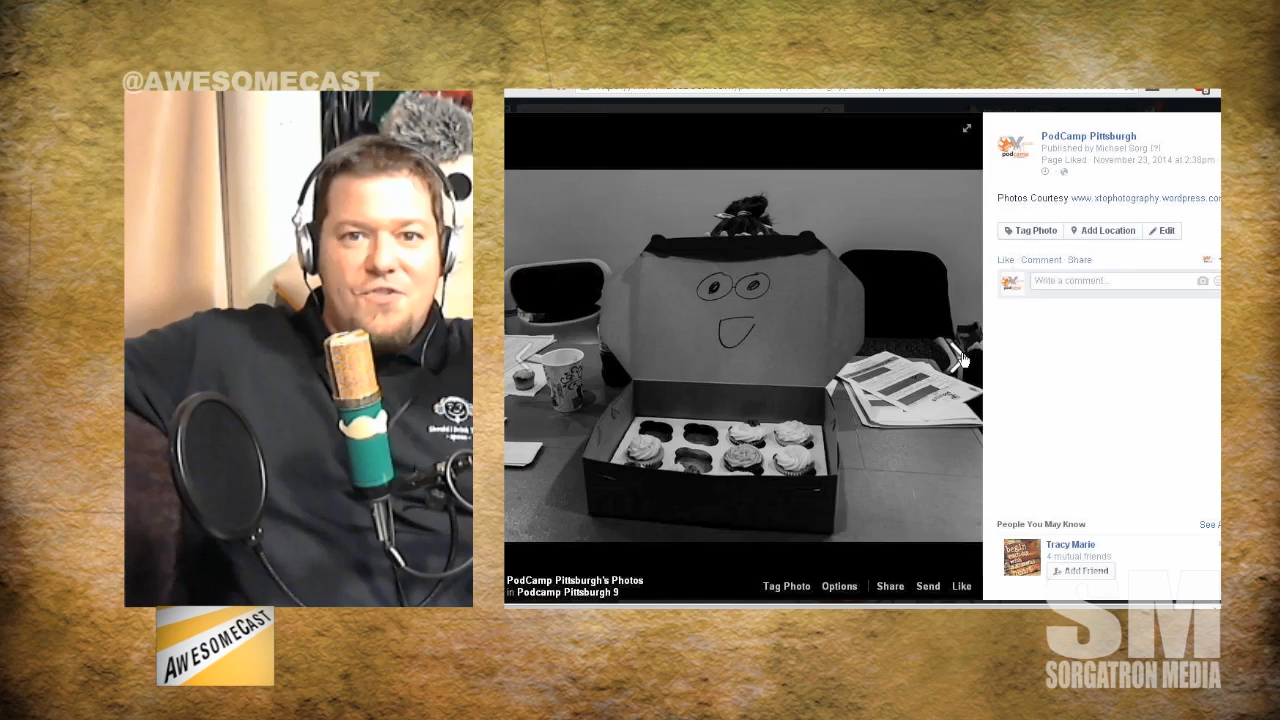 @AWESOMECAST
PodCamp Pittsburgh
Published by Michael Sorg [?]
Page Liked · November 23, 2014 at 2:38pm
Photos Courtesy www.xtophotography.wordpress.co
Tag Photo
Add Location
Edit
Like · Comment · Share
Write a comment...
People You May Know
See
Tracy Marie
4 mutual friends
Add Friend
PodCamp Pittsburgh's Photos
in Podcamp Pittsburgh 9
Tag Photo
Options
Share
Send
Like
AWESOMECAST
SM
SORGATRON MEDIA